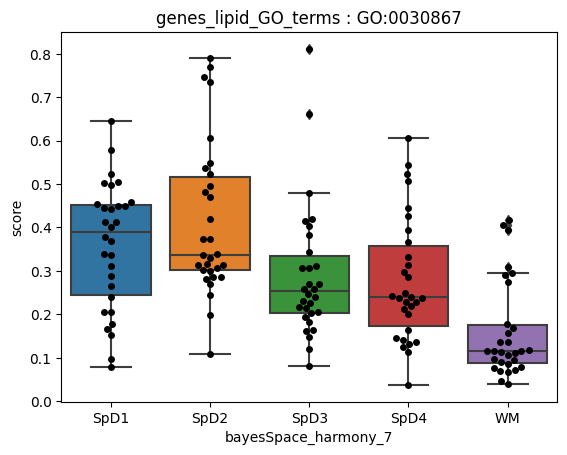 genes_lipid_GO_terms : GO:0030867
0.8
0.7
0.6
0.5
0.4
0.3
0.2
0.1
0.0
score
SpD1 SpD2 SpD3 SpD4 WM
bayesSpace_harmony_7